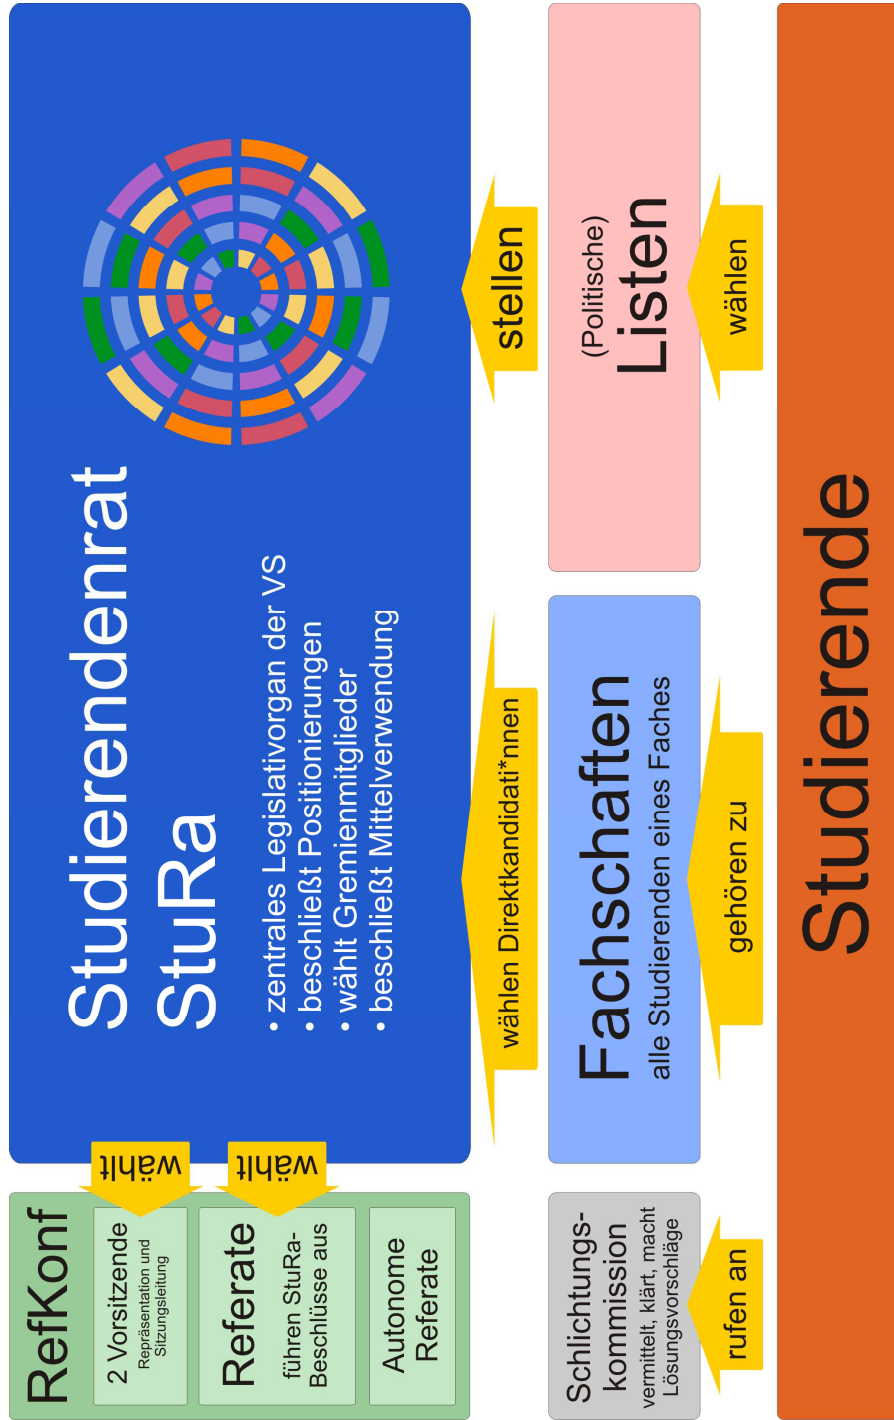 RefKonf
2 Vorsitzende
Repräsentation und
Sitzungsleitung
Referate
führen StuRa-
Beschlüsse aus
Autonome
Referate
wählt
wählt
Studierendenrat
StuRa
• zentrales Legislativorgan der VS
• beschließt Positionierungen
• wählt Gremienmitglieder
• beschließt Mittelverwendung
wählen Direktkandidati*nnen
stellen
Schlichtungs-
kommission
vermittelt, klärt, macht
Lösungsvorschläge
Fachschaften
alle Studierenden eines Faches
(Politische)
Listen
rufen an
gehören zu
wählen
Studierende